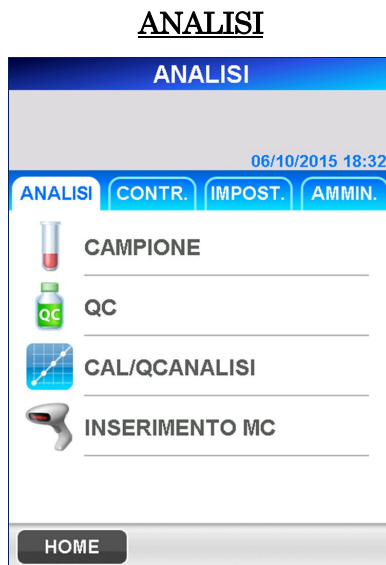 ANALISI
ANALISI
06/10/2015 18:32
ANALISI CONTR. IMPOST. AMMIN.
CAMPIONE
QC
QC
CAL/QCANALISI
INSERIMENTO MC
HOME